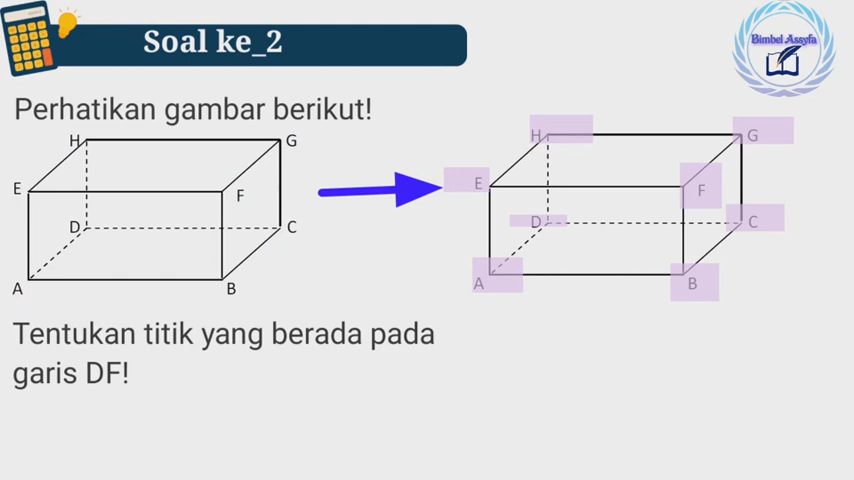 Soal ke_2
Bimbel Assyfa
Perhatikan gambar berikut!
H G
E F
D C
A B
H G
E F
D C
A B
Tentukan titik yang berada pada
garis DF!